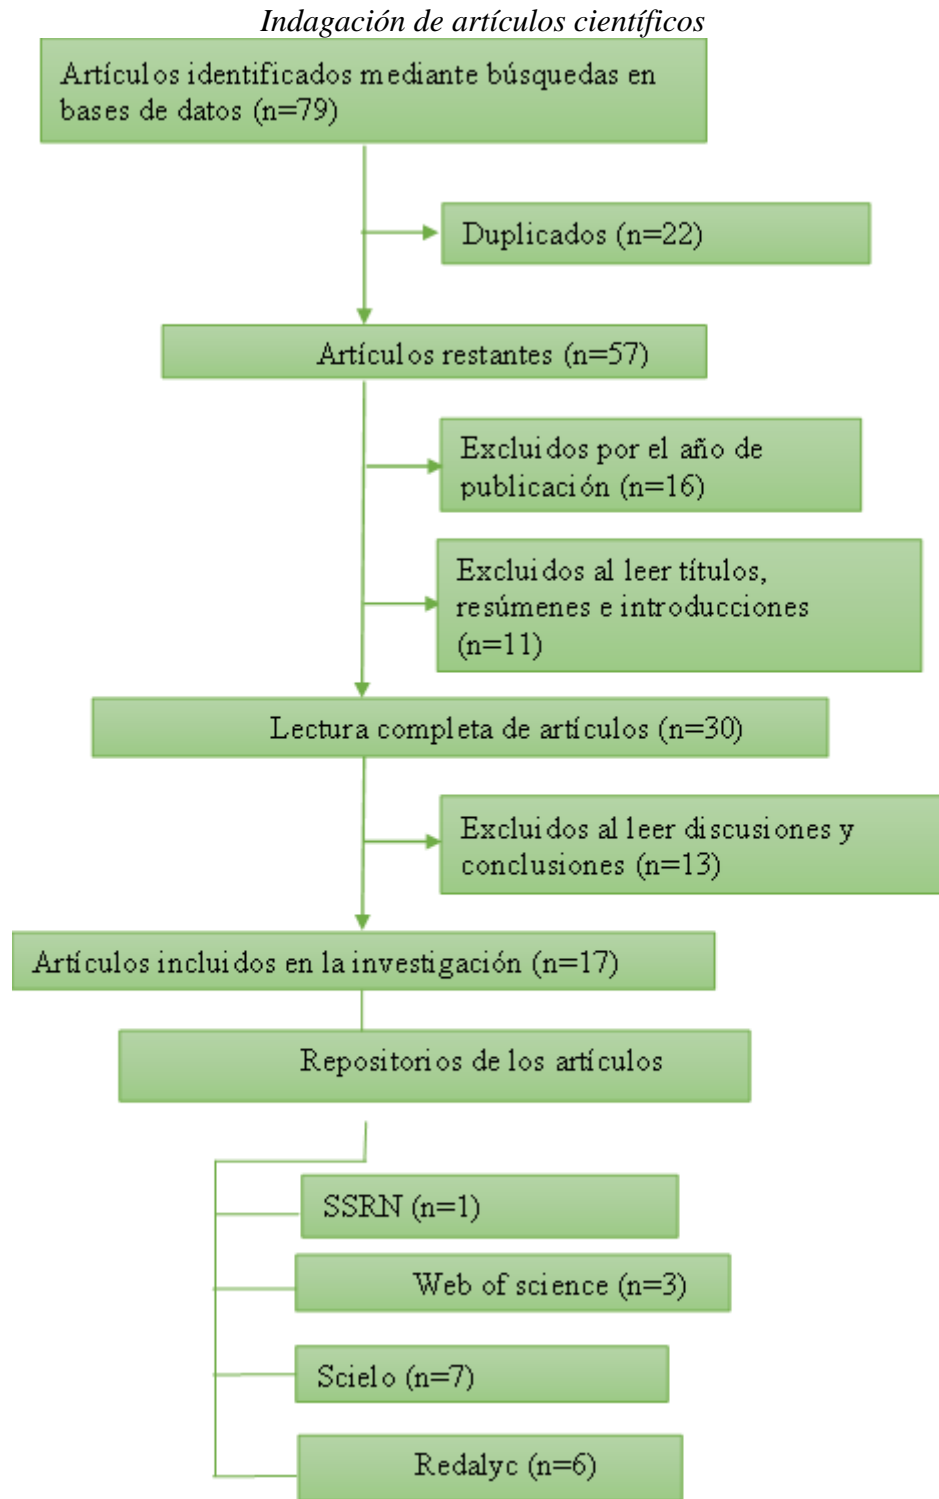 Indagación de artículos científicos
Artículos identificados mediante búsquedas en
bases de datos (n=79)
Duplicados (n=22)
Artículos restantes (n=57)
Excluidos por el año de
publicación (n=16)
Excluidos al leer títulos,
resúmenes e introducciones
(n=11)
Lectura completa de artículos (n=30)
Excluidos al leer discusiones y
conclusiones (n=13)
Artículos incluidos en la investigación (n=17)
Repositorios de los artículos
SSRN (n=1)
Web of science (n=3)
Scielo (n=7)
Redalyc (n=6)